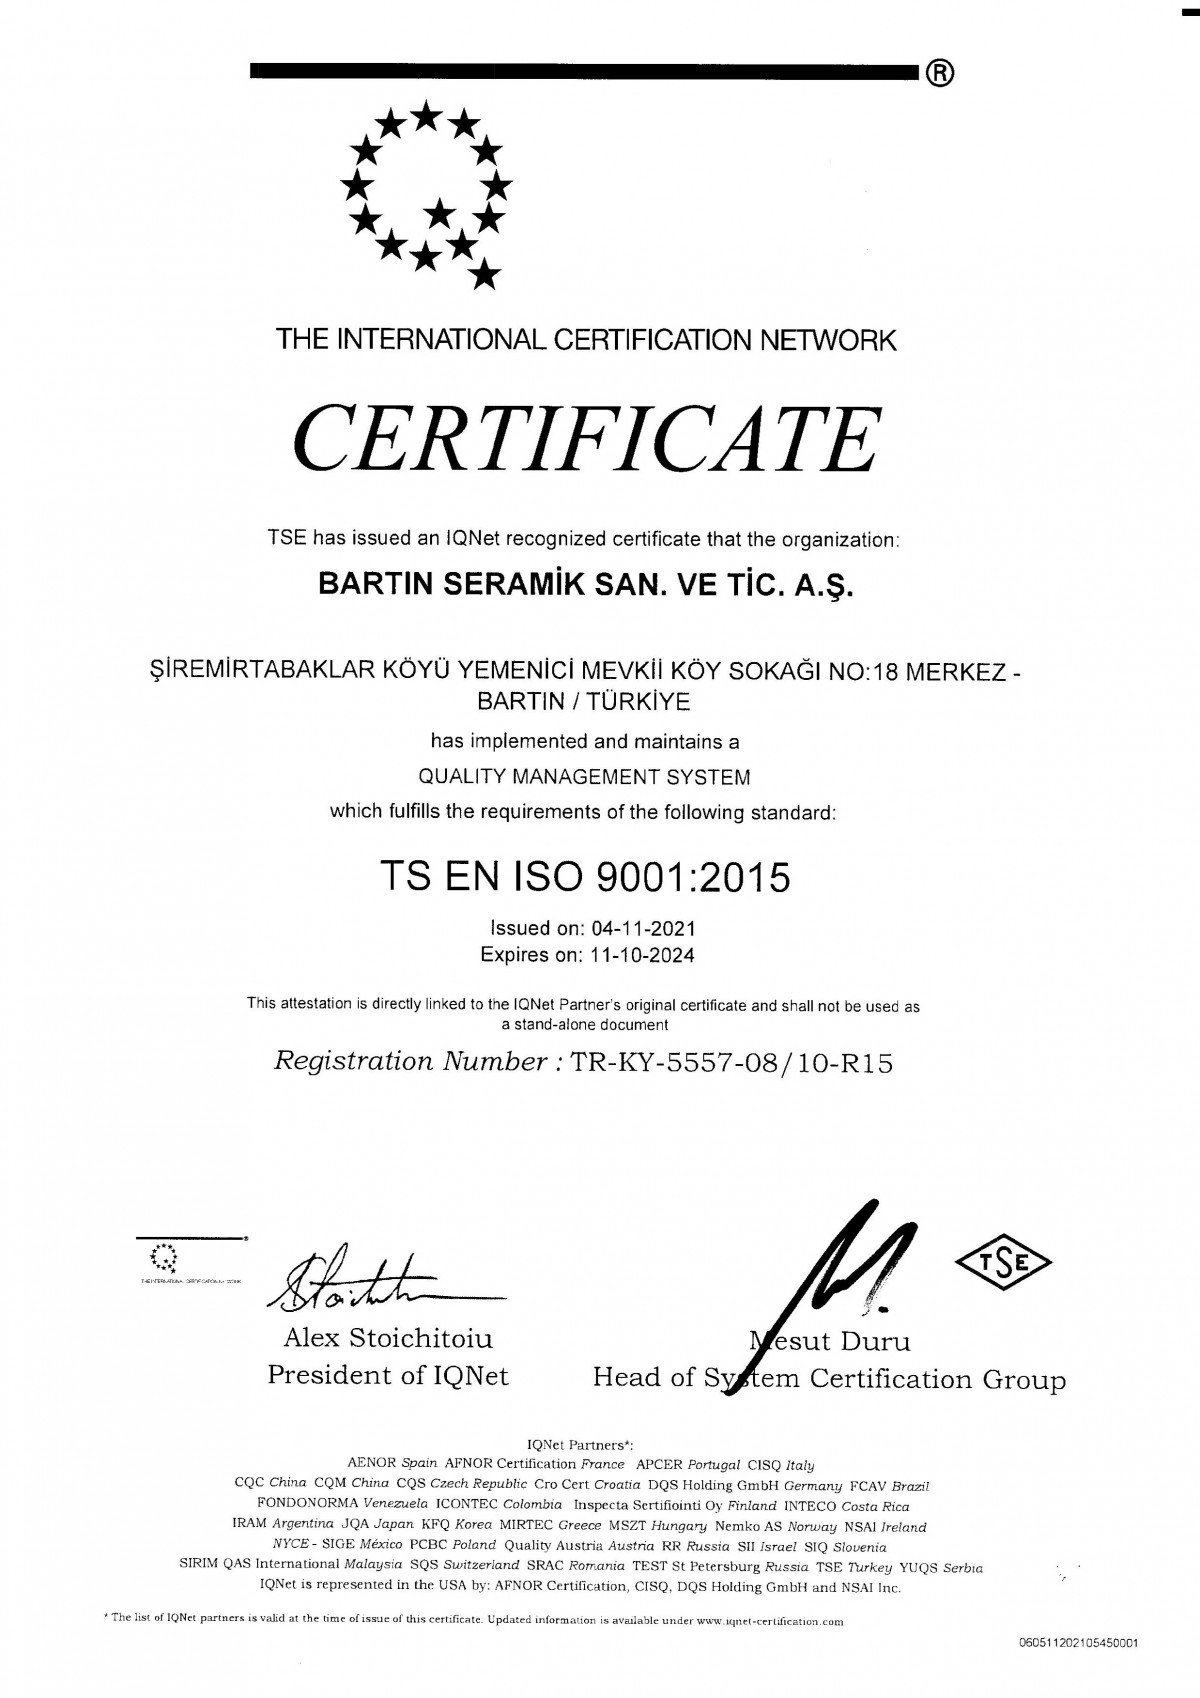 ®
THE INTERNATIONAL CERTIFICATION NETWORK
CERTIFICATE
TSE has issued an IQNet recognized certificate that the organization:
BARTIN SERAMİK SAN. VE TİC. A.Ş.
ŞİREMİRTABAKLAR KÖYÜ YEMENİCİ MEVKİİ KÖY SOKAĞI NO:18 MERKEZ -
BARTIN / TÜRKİYE
has implemented and maintains a
QUALITY MANAGEMENT SYSTEM
which fulfills the requirements of the following standard:
TS EN ISO 9001:2015
Issued on: 04-11-2021
Expires on: 11-10-2024
This attestation is directly linked to the IQNet Partner's original certificate and shall not be used as
a stand-alone document
Registration Number : TR-KY-5557-08/10-R15
THE INTERNATIONAL CERTIFICATION NETWORK
TSE
Alex Stoichitoiu
President of IQNet
Mesut Duru
Head of System Certification Group
IQNet Partners*:
AENOR Spain AFNOR Certification France APCER Portugal CISQ Italy
CQC China CQM China CQS Czech Republic Cro Cert Croatia DQS Holding GmbH Germany FCAV Brazil
FONDONORMA Venezuela ICONTEC Colombia Inspecta Sertifiointi Oy Finland INTECO Costa Rica
IRAM Argentina JQA Japan KFQ Korea MIRTEC Greece MSZT Hungary Nemko AS Norway NSAI Ireland
NYCE - SIGE México PCBC Poland Quality Austria Austria RR Russia SII Israel SIQ Slovenia
SIRIM QAS International Malaysia SQS Switzerland SRAC Romania TEST St Petersburg Russia TSE Turkey YUQS Serbia
IQNet is represented in the USA by: AFNOR Certification, CISQ, DQS Holding GmbH and NSAI Inc.
* The list of IQNet partners is valid at the time of issue of this certificate. Updated information is available under www.iqnet-certification.com
060511202105450001